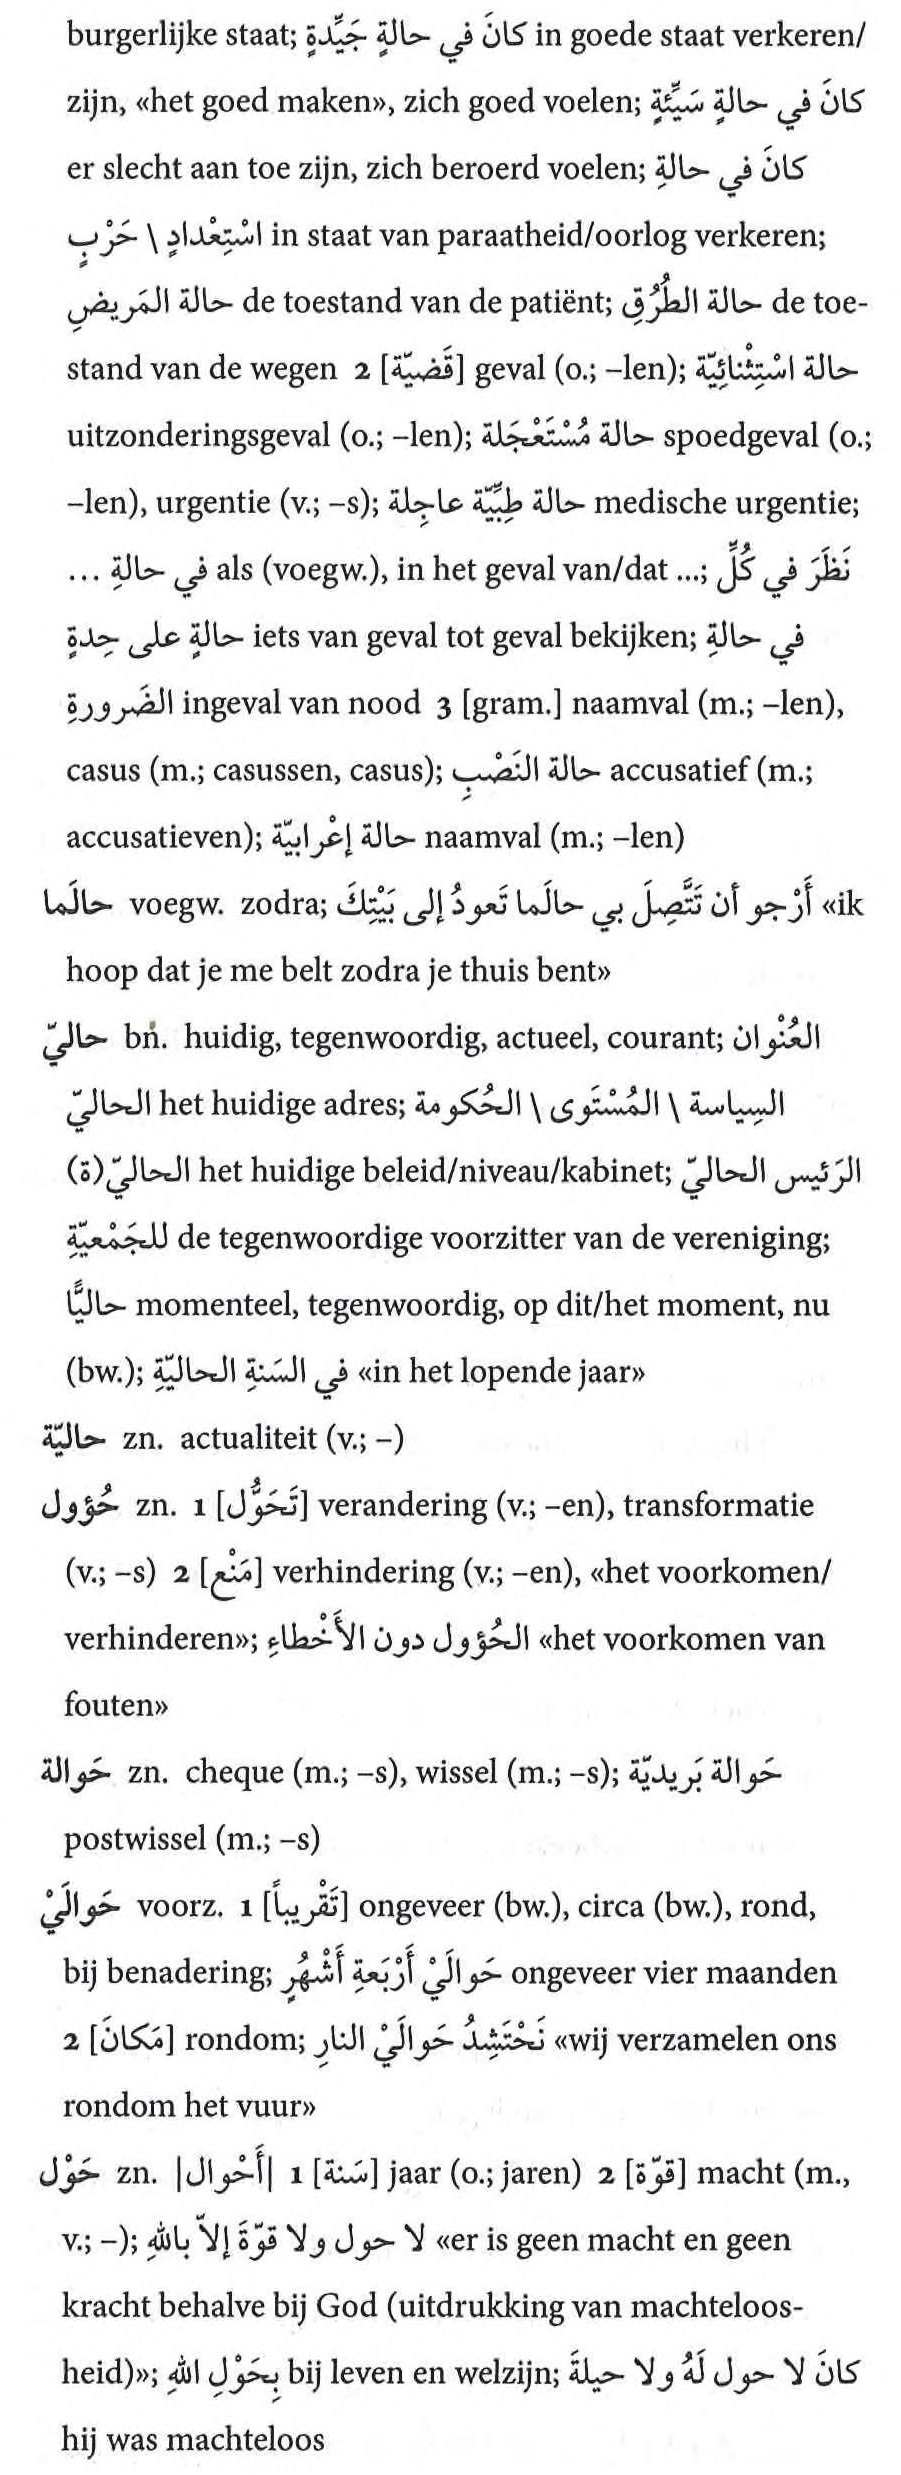 burgerlijke staat; كانَ في حالةٍ جَيِّدةٍ in goede staat verkeren/
zijn, «het goed maken», zich goed voelen; كانَ في حالةٍ سَيِّئةٍ
er slecht aan toe zijn, zich beroerd voelen; كانَ في حالةِ
اسْتِعْدادٍ \ حَرْبٍ in staat van paraatheid/oorlog verkeren;
حالة المَريضِ de toestand van de patiënt; حالة الطُرُقِ de toe-
stand van de wegen 2 [قَضيّة] geval (o.; –len); حالة اسْتِثْنائيّة
uitzonderingsgeval (o.; –len); حالة مُسْتَعْجَلة spoedgeval (o.;
–len), urgentie (v.; –s); حالة طِبّيّة عاجِلة medische urgentie;
في حالةِ ... als (voegw.), in het geval van/dat ...; نَظَرَ في كُلِّ
حالةٍ على حِدةٍ iets van geval tot geval bekijken; في حالةِ
الضَرورةِ ingeval van nood 3 [gram.] naamval (m.; –len),
casus (m.; casussen, casus); حالة النَصْبِ accusatief (m.;
accusatieven); حالة إعْرابيّة naamval (m.; –len)
حالَما voegw. zodra; أَرْجو أن تَتَّصِلَ بي حالَما تَعودُ إلى بَيْتِكَ «ik
hoop dat je me belt zodra je thuis bent»
حاليّ bn. huidig, tegenwoordig, actueel, courant; العُنْوان
الحاليّ het huidige adres; السِياسة \ المُسْتَوى \ الحُكومة
الحاليّ(ة) het huidige beleid/niveau/kabinet; الرَئيس الحاليّ
للجَمْعيّةِ de tegenwoordige voorzitter van de vereniging;
حاليًّا momenteel, tegenwoordig, op dit/het moment, nu
(bw.); في السَنةِ الحاليّةِ «in het lopende jaar»
حاليّة zn. actualiteit (v.; –)
حُؤول zn. 1 [تَحَوُّل] verandering (v.; –en), transformatie
(v.; –s) 2 [مَنْع] verhindering (v.; –en), «het voorkomen/
verhinderen»; الحُؤول دون الأَخْطاءِ «het voorkomen van
fouten»
حَوالة zn. cheque (m.; –s), wissel (m.; –s); حَوالة بَريديّة
postwissel (m.; –s)
حَوالَيْ voorz. 1 [تَقْريباً] ongeveer (bw.), circa (bw.), rond,
bij benadering; حَوالَيْ أَرْبَعةِ أَشْهُرٍ ongeveer vier maanden
2 [مَكانَ] rondom; نَحْتَشِدُ حَوالَيْ النارِ «wij verzamelen ons
rondom het vuur»
حَوْل zn. |أَحْوال| 1 [سَنة] jaar (o.; jaren) 2 [قوّة] macht (m.,
v.; –); لا حول ولا قوّةَ إلاّ باللهِ «er is geen macht en geen
kracht behalve bij God (uitdrukking van machteloos-
heid)»; بِحَوْلِ اللهِ bij leven en welzijn; كانَ لا حول لَهُ ولا حيلةَ
hij was machteloos